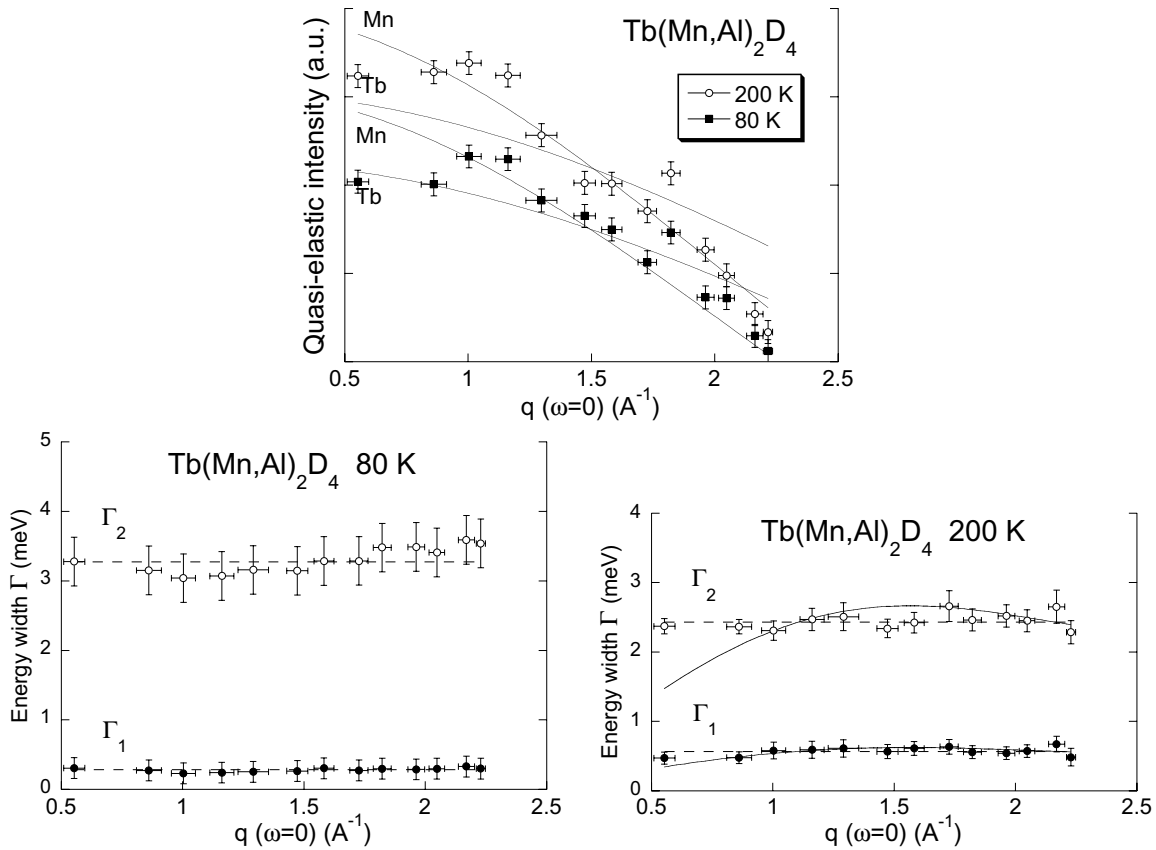 Tb(Mn,Al)₂D₄
Mn
Tb
Mn
Tb
200 K
80 K
Quasi-elastic intensity (a.u.)
0.5 1 1.5 2 2.5
q (ω=0) (A⁻¹)
Tb(Mn,Al)₂D₄ 80 K
Γ₂
Γ₁
Energy width Γ (meV)
5
4
3
2
1
0
0.5 1 1.5 2 2.5
q (ω=0) (A⁻¹)
Tb(Mn,Al)₂D₄ 200 K
Γ₂
Γ₁
Energy width Γ (meV)
4
3
2
1
0
0.5 1 1.5 2 2.5
q (ω=0) (A⁻¹)